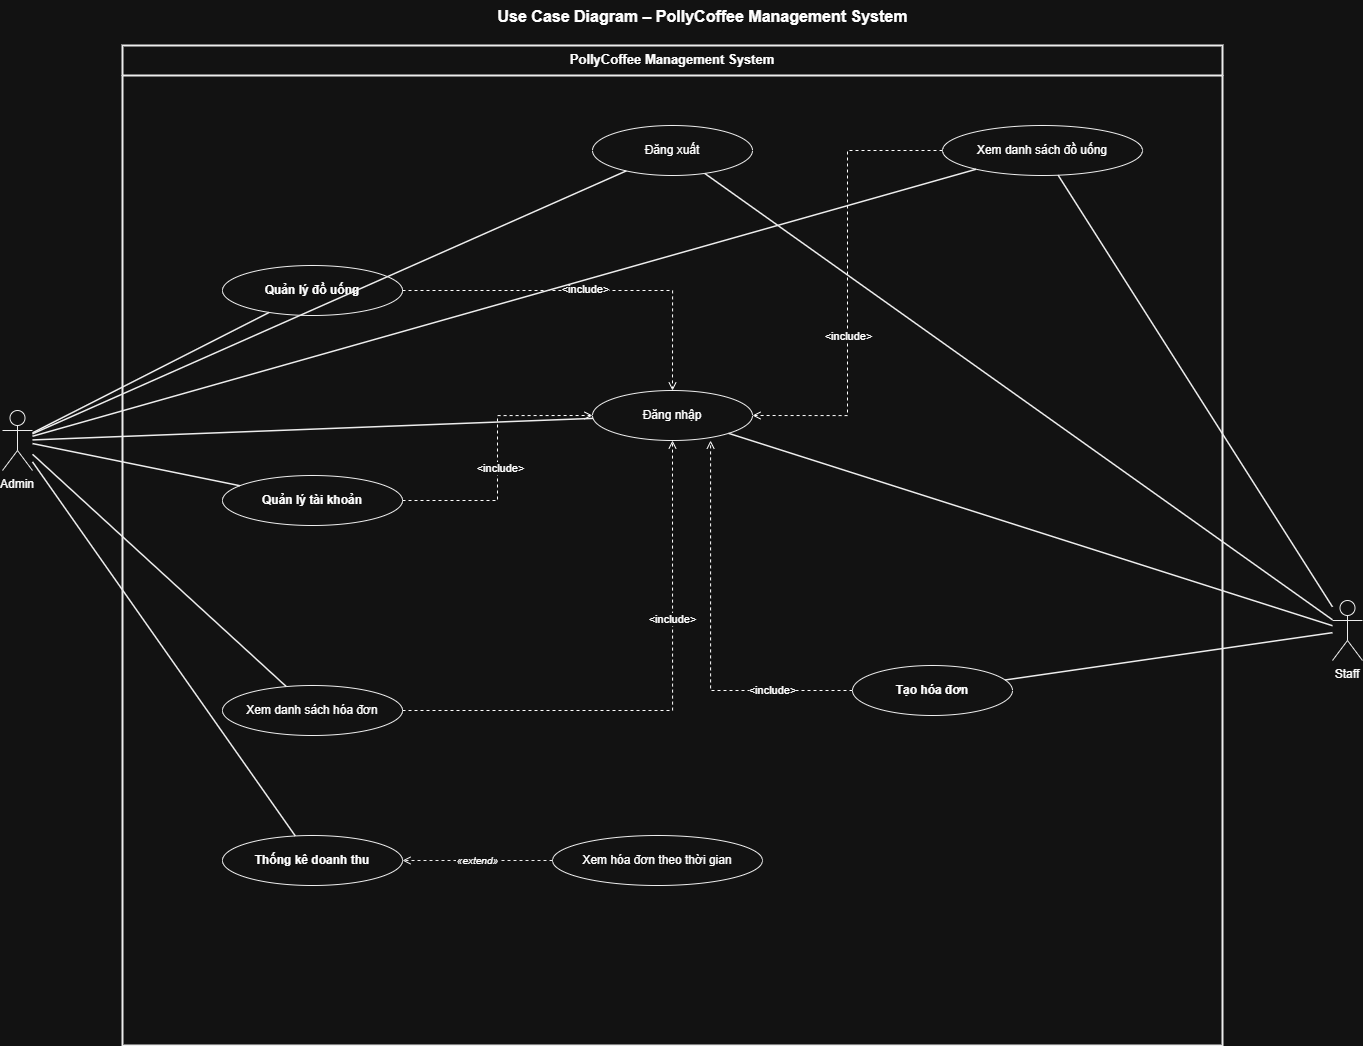 Use Case Diagram – PollyCoffee Management System
PollyCoffee Management System
Đăng xuất
Xem danh sách đồ uống
Quản lý đồ uống
<include>
<include>
Đăng nhập
<include>
Admin
Quản lý tài khoản
<include>
Staff
Tạo hóa đơn
<include>
Xem danh sách hóa đơn
Thống kê doanh thu
«extend»
Xem hóa đơn theo thời gian